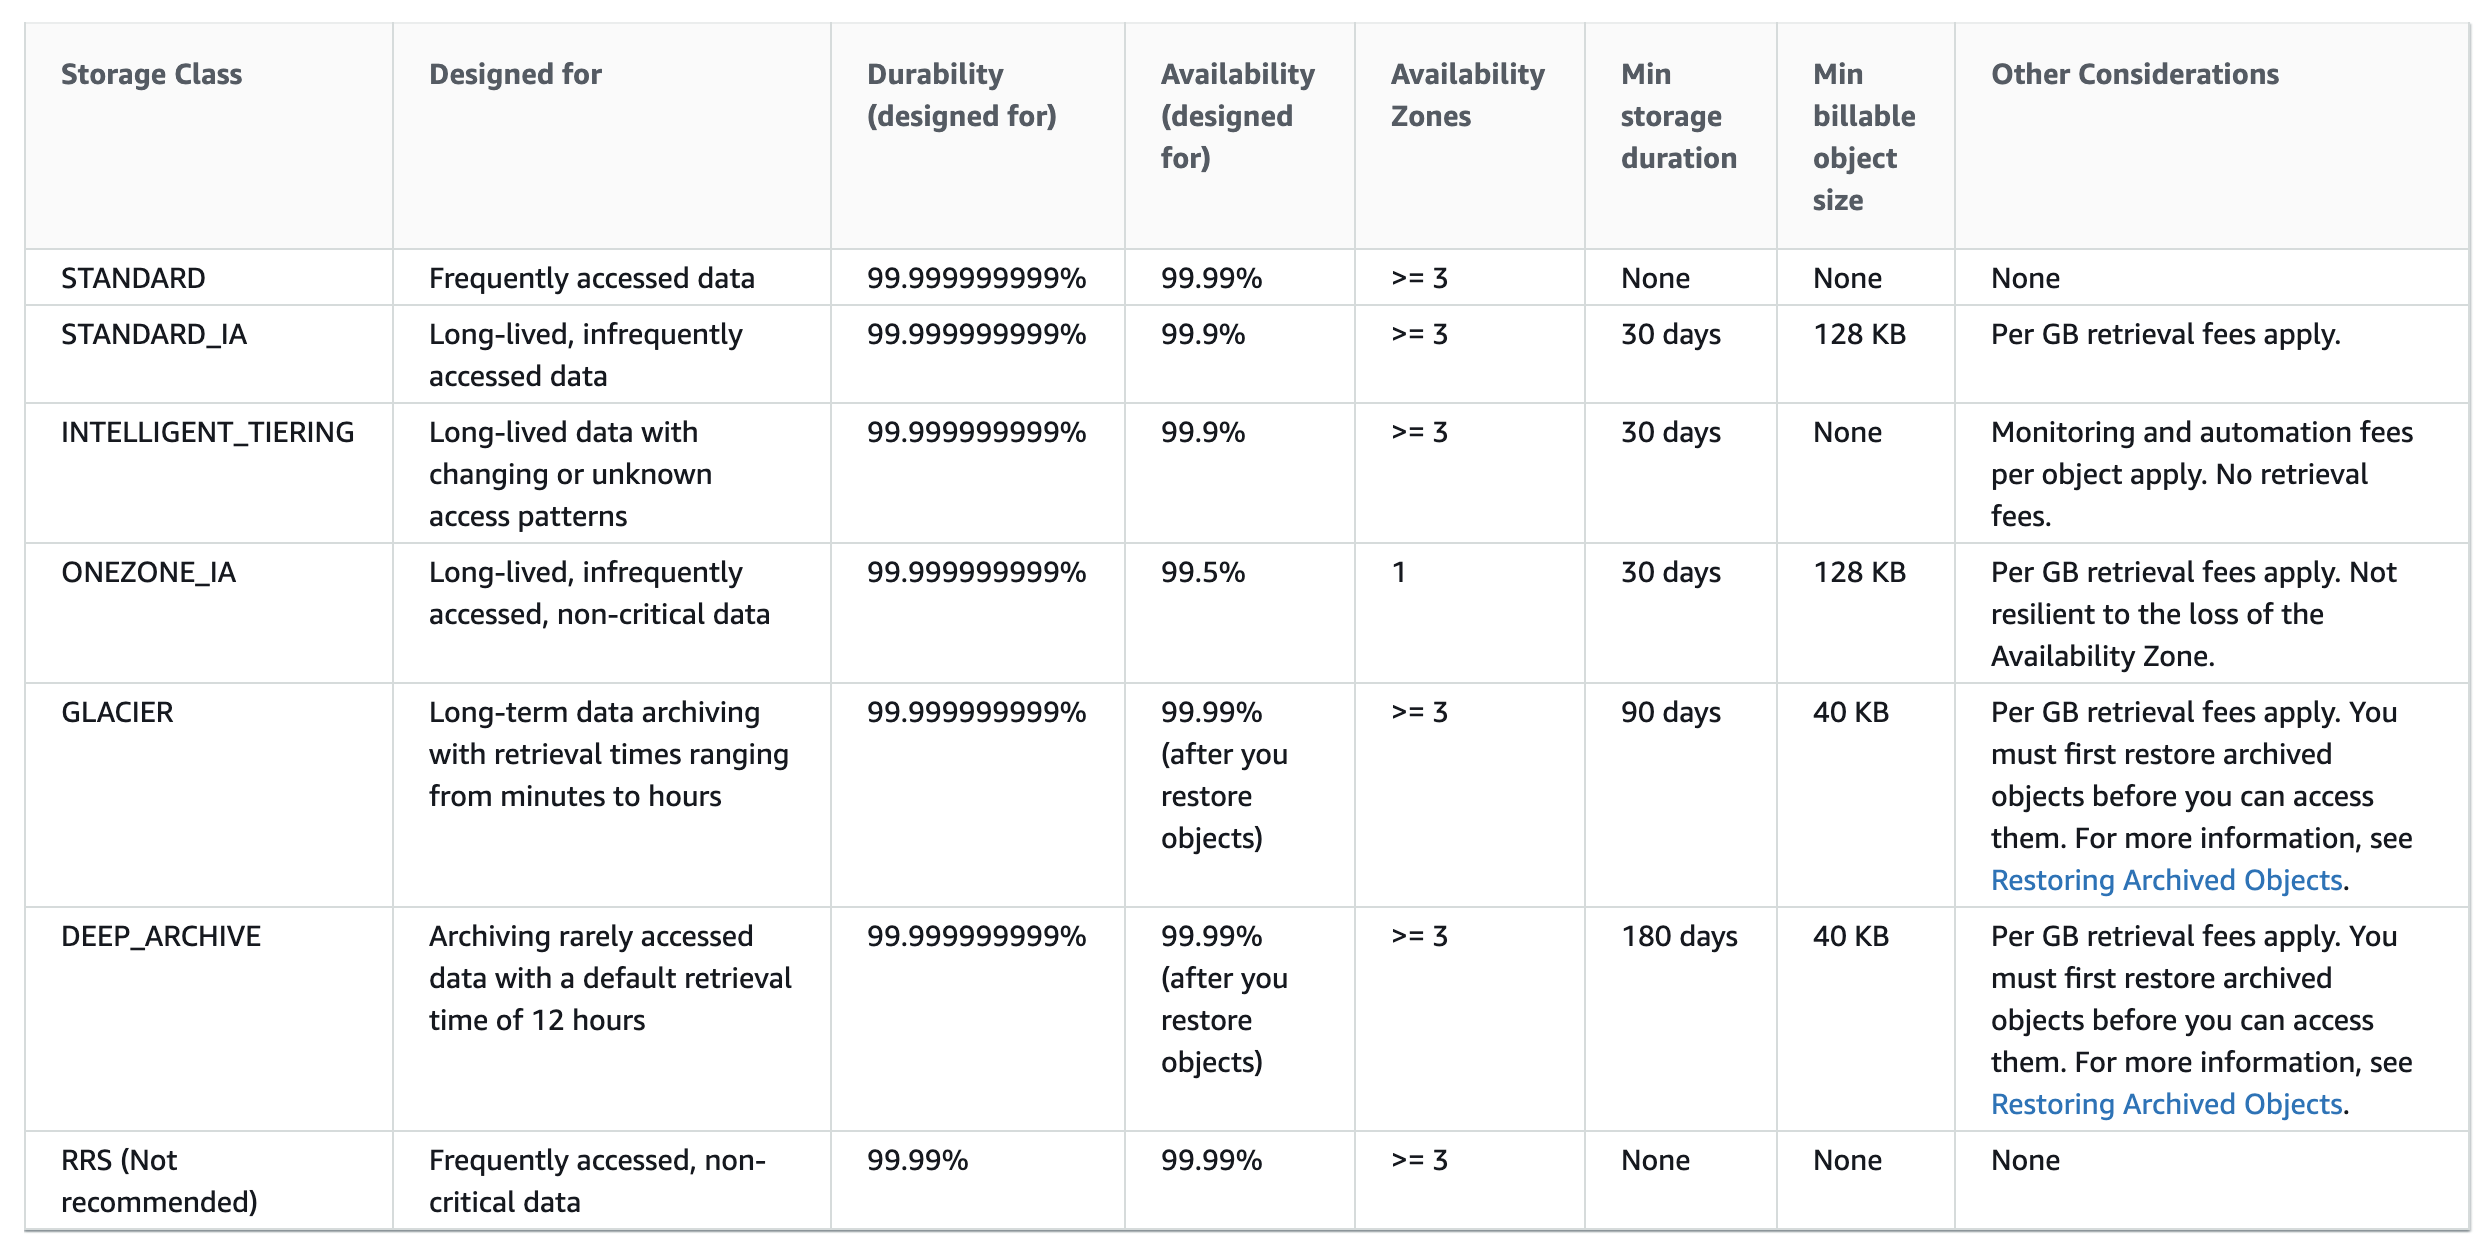 Storage Class
Designed for
Durability
(designed for)
Availability
(designed
for)
Availability
Zones
Min
storage
duration
Min
billable
object
size
Other Considerations
STANDARD
Frequently accessed data
99.999999999%
99.99%
>= 3
None
None
None
STANDARD_IA
Long-lived, infrequently
accessed data
99.999999999%
99.9%
>= 3
30 days
128 KB
Per GB retrieval fees apply.
INTELLIGENT_TIERING
Long-lived data with
changing or unknown
access patterns
99.999999999%
99.9%
>= 3
30 days
None
Monitoring and automation fees
per object apply. No retrieval
fees.
ONEZONE_IA
Long-lived, infrequently
accessed, non-critical data
99.999999999%
99.5%
1
30 days
128 KB
Per GB retrieval fees apply. Not
resilient to the loss of the
Availability Zone.
GLACIER
Long-term data archiving
with retrieval times ranging
from minutes to hours
99.999999999%
99.99%
(after you
restore
objects)
>= 3
90 days
40 KB
Per GB retrieval fees apply. You
must first restore archived
objects before you can access
them. For more information, see
Restoring Archived Objects.
DEEP_ARCHIVE
Archiving rarely accessed
data with a default retrieval
time of 12 hours
99.999999999%
99.99%
(after you
restore
objects)
>= 3
180 days
40 KB
Per GB retrieval fees apply. You
must first restore archived
objects before you can access
them. For more information, see
Restoring Archived Objects.
RRS (Not
recommended)
Frequently accessed, non-
critical data
99.99%
99.99%
>= 3
None
None
None